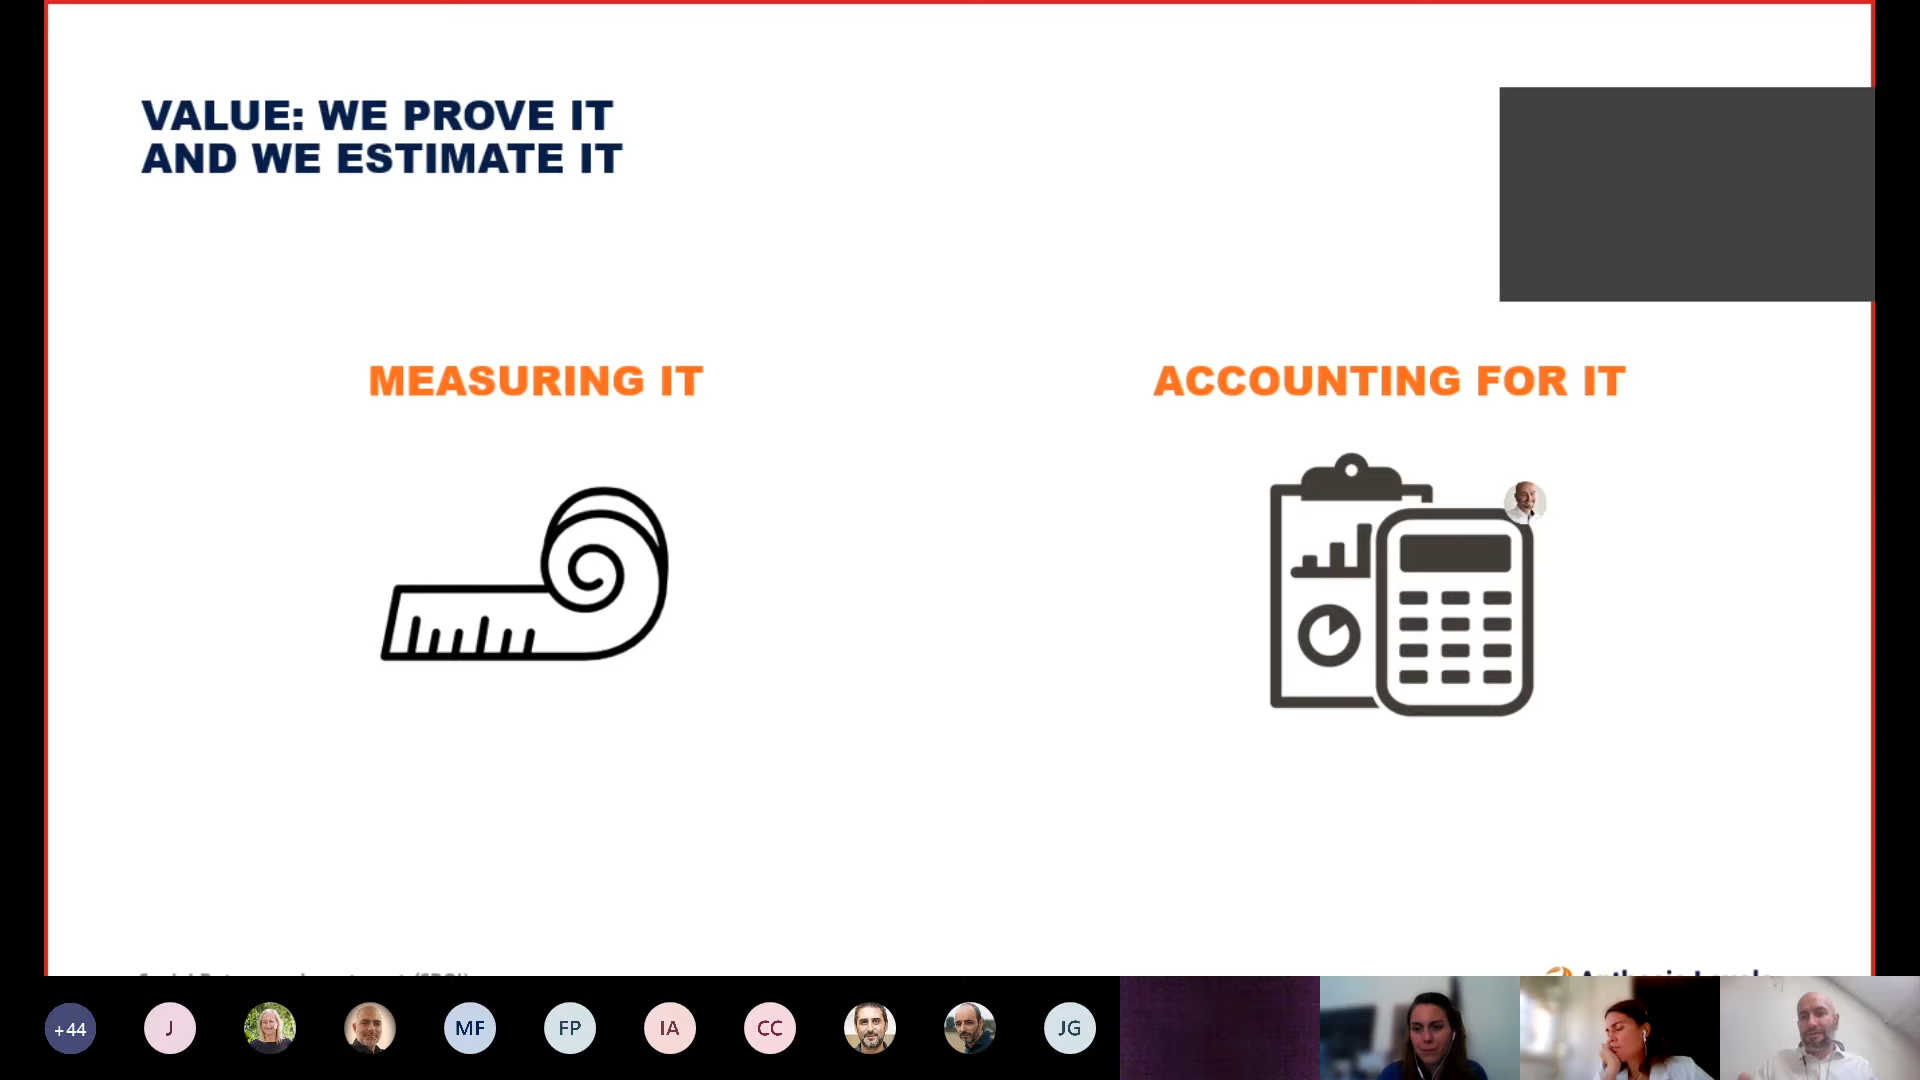 VALUE: WE PROVE IT
AND WE ESTIMATE IT
MEASURING IT
ACCOUNTING FOR IT
+44
J
MF
FP
IA
CC
JG